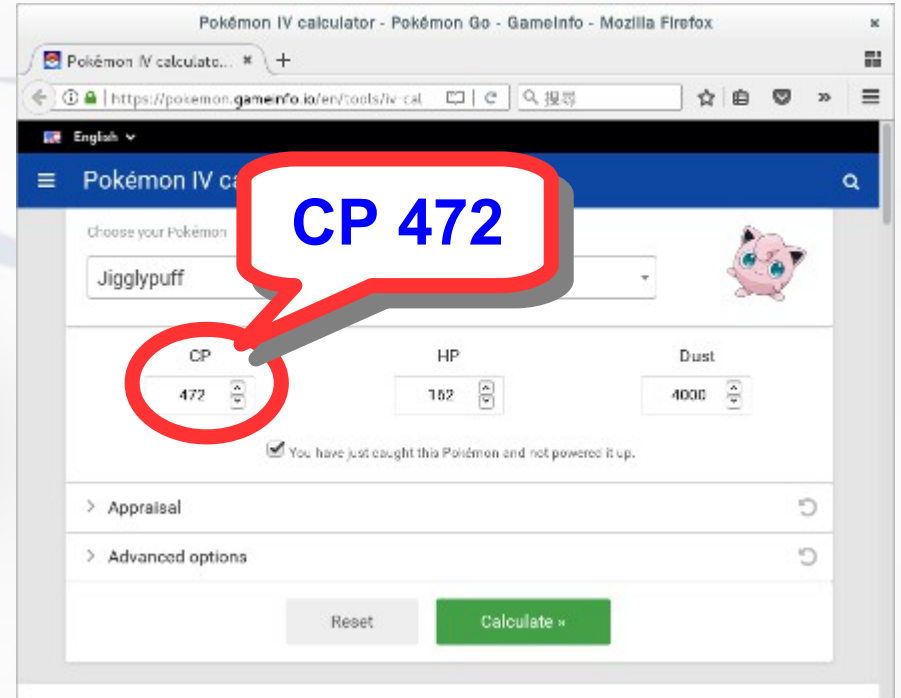 Pokémon IV calculator - Pokémon Go - GameInfo - Mozilla Firefox
Pokémon IV calculato...
https://pokemon.gameinfo.io/en/tools/iv-cal
搜尋
English
Pokémon IV ca
CP 472
Choose your Pokémon
Jigglypuff
CP HP Dust
472 162 4000
You have just caught this Pokémon and not powered it up.
Appraisal
Advanced options
Reset Calculate »